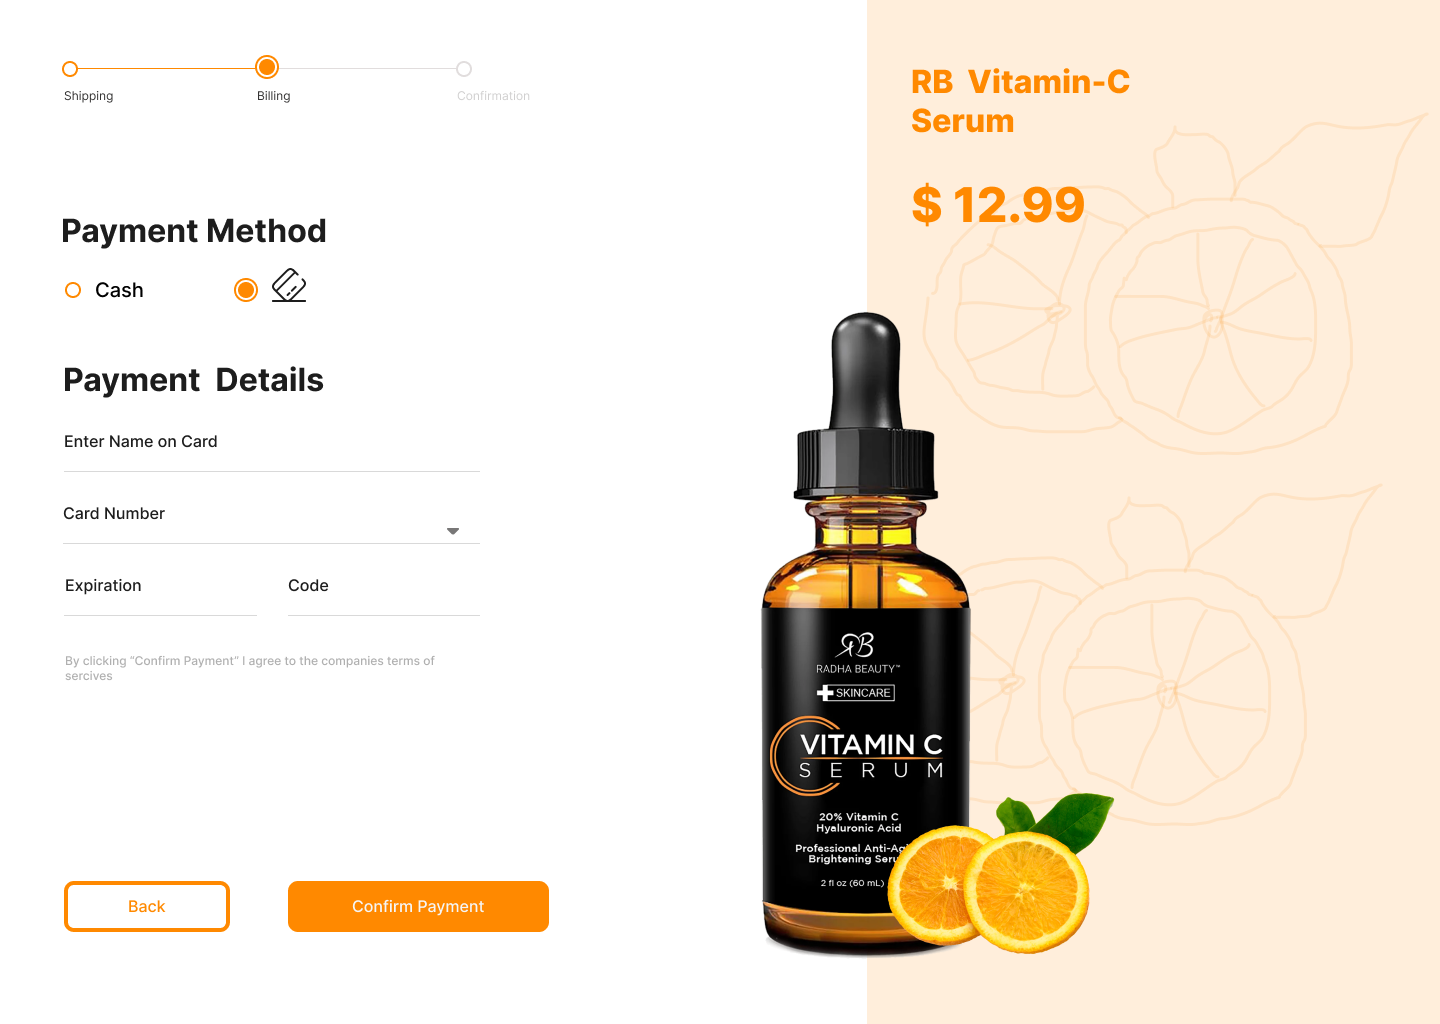 Shipping
Billing
Confirmation
Payment Method
Cash
Payment Details
Enter Name on Card
Card Number
Expiration
Code
By clicking “Confirm Payment” I agree to the companies terms of
sercives
Back
Confirm Payment
RB Vitamin-C
Serum
$ 12.99
RB
RADHA BEAUTY™
SKINCARE
VITAMIN C
SERUM
20% Vitamin C
Hyaluronic Acid
Professional Anti-Ag
Brightening Seru
2 fl oz (60 mL)